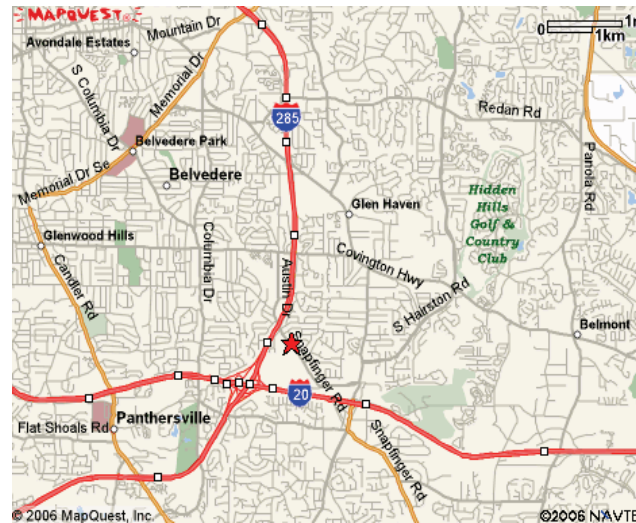 MAPQUEST
Mountain Dr
Avondale Estates
1km
S Columbia Dr
Memorial Dr
285
Redan Rd
Belvedere Park
Panola Rd
Memorial Dr Se
Belvedere
Hidden
Hills
Golf &
Country
Club
Glen Haven
Glenwood Hills
Columbia Dr
Covington Hwy
Candler Rd
Austin Dr
S Hairston Rd
Belmont
Snapfinger Rd
20
Panthersville
Flat Shoals Rd
Snapfinger Rd
© 2006 MapQuest, Inc.
©2006 NAVTE